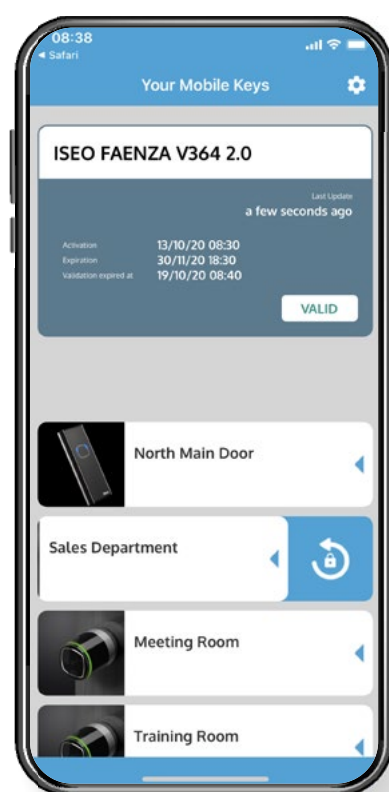 08:38
◀ Safari
Your Mobile Keys
ISEO FAENZA V364 2.0
Last Update
a few seconds ago
Activation 13/10/20 08:30
Expiration 30/11/20 18:30
Validation expired at 19/10/20 08:40
VALID
North Main Door
Sales Department
Meeting Room
Training Room